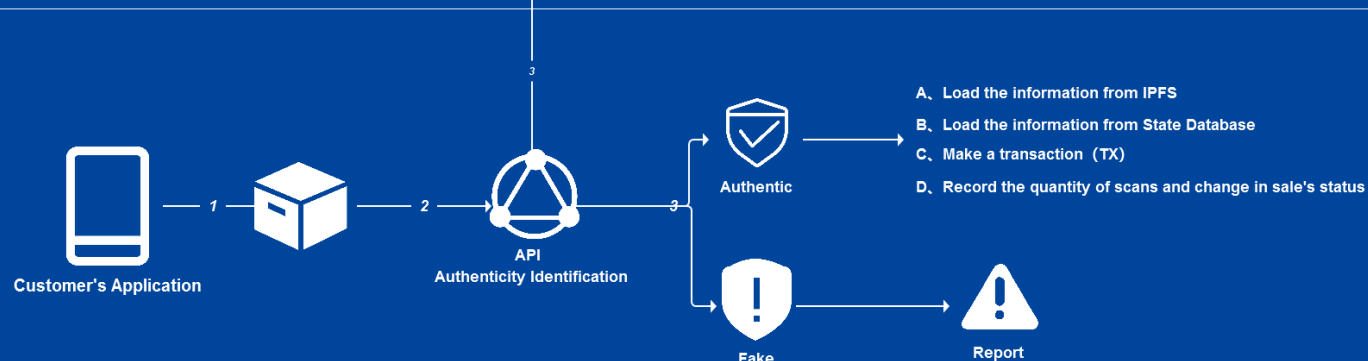 3
A、Load the information from IPFS
B、Load the information from State Database
C、Make a transaction（TX）
D、Record the quantity of scans and change in sale's status
Authentic
1
2
3
API
Authenticity Identification
Customer's Application
Fake
Report